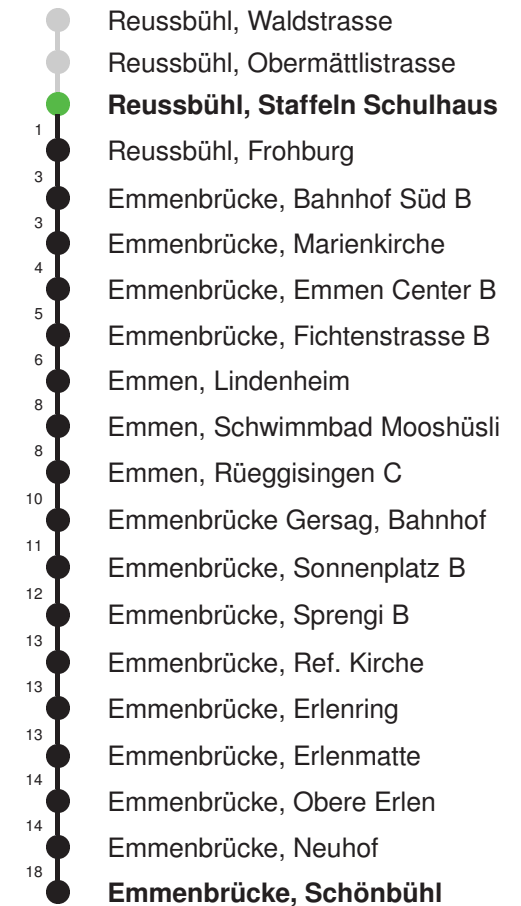 Reussbühl, Waldstrasse
Reussbühl, Obermättlistrasse
Reussbühl, Staffeln Schulhaus
1
Reussbühl, Frohburg
3
Emmenbrücke, Bahnhof Süd B
3
Emmenbrücke, Marienkirche
4
Emmenbrücke, Emmen Center B
5
Emmenbrücke, Fichtenstrasse B
6
Emmen, Lindenheim
8
Emmen, Schwimmbad Mooshüsli
8
Emmen, Rüeggisingen C
10
Emmenbrücke Gersag, Bahnhof
11
Emmenbrücke, Sonnenplatz B
12
Emmenbrücke, Sprengi B
13
Emmenbrücke, Ref. Kirche
13
Emmenbrücke, Erlenring
13
Emmenbrücke, Erlenmatte
14
Emmenbrücke, Obere Erlen
14
Emmenbrücke, Neuhof
18
Emmenbrücke, Schönbühl